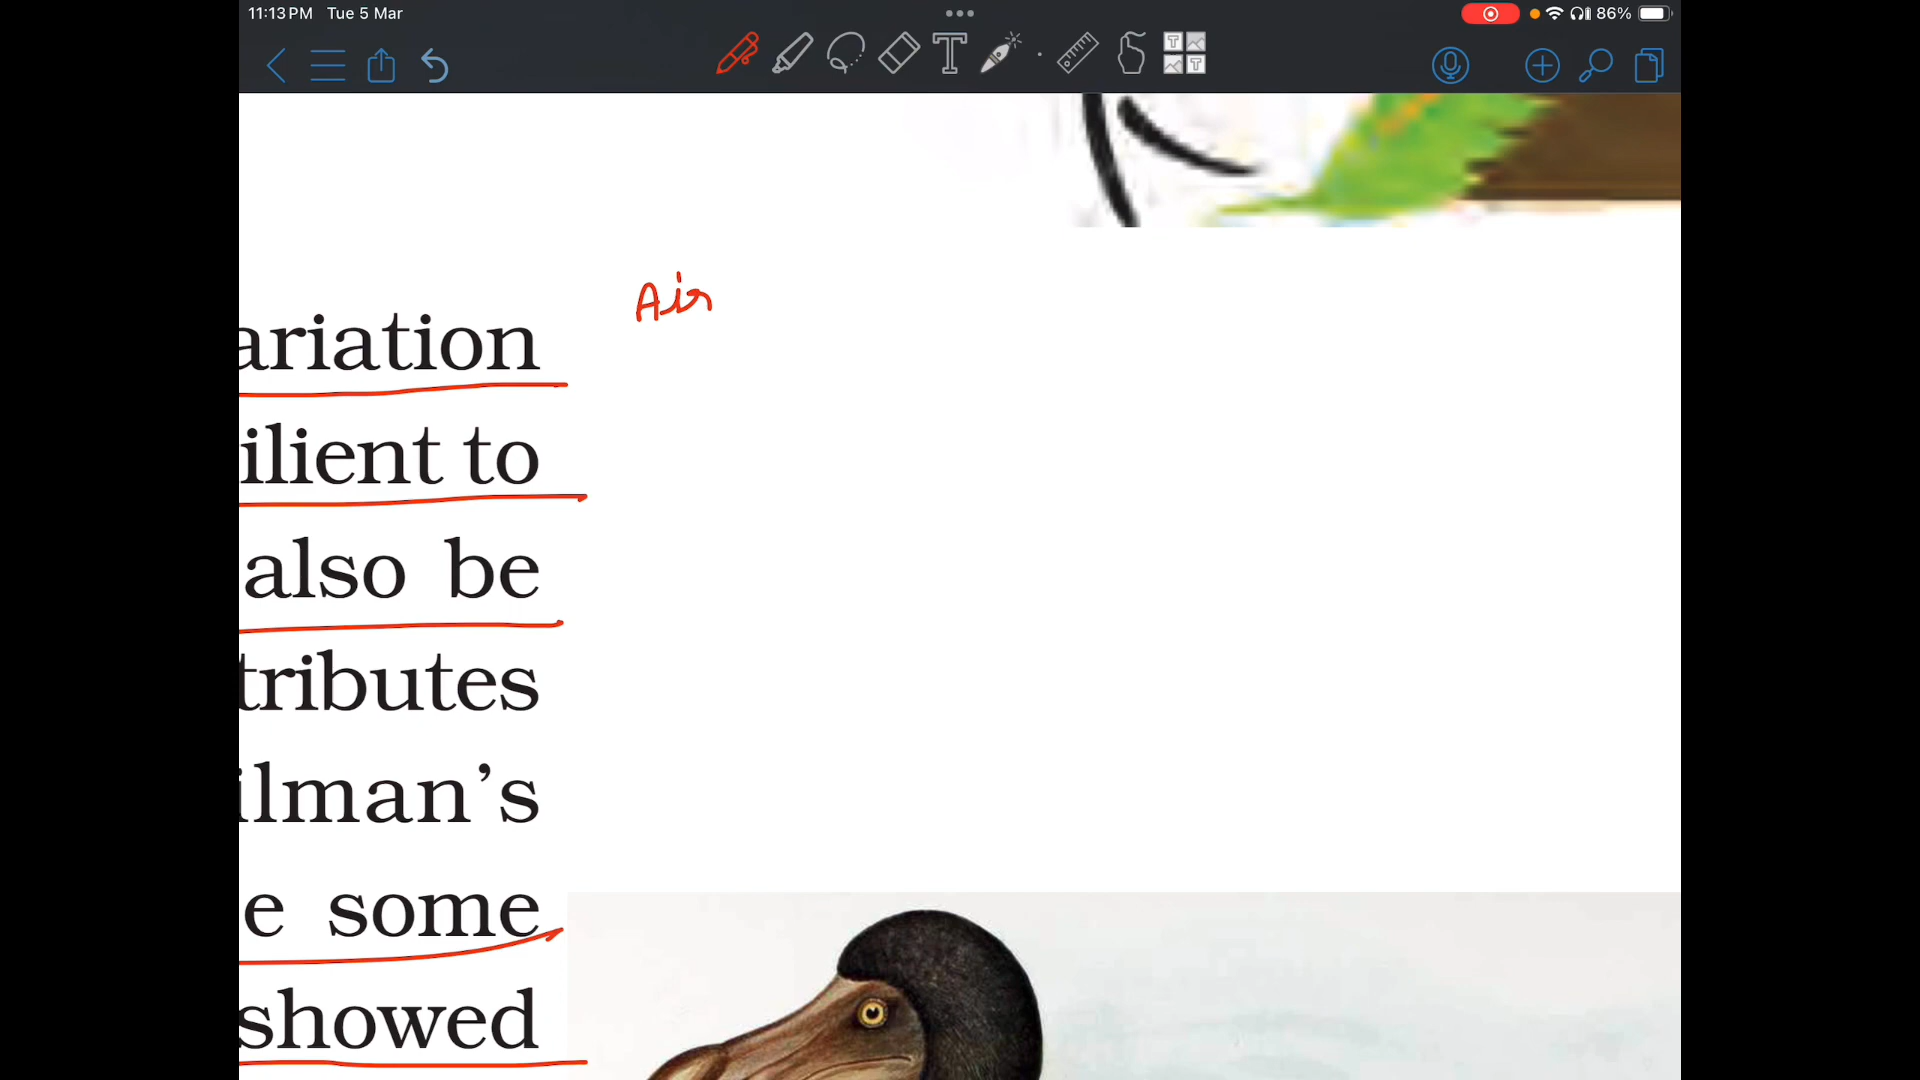 11:13 PM Tue 5 Mar
86%
Air
ariation
ilient to
also be
tributes
ilman's
e some
showed